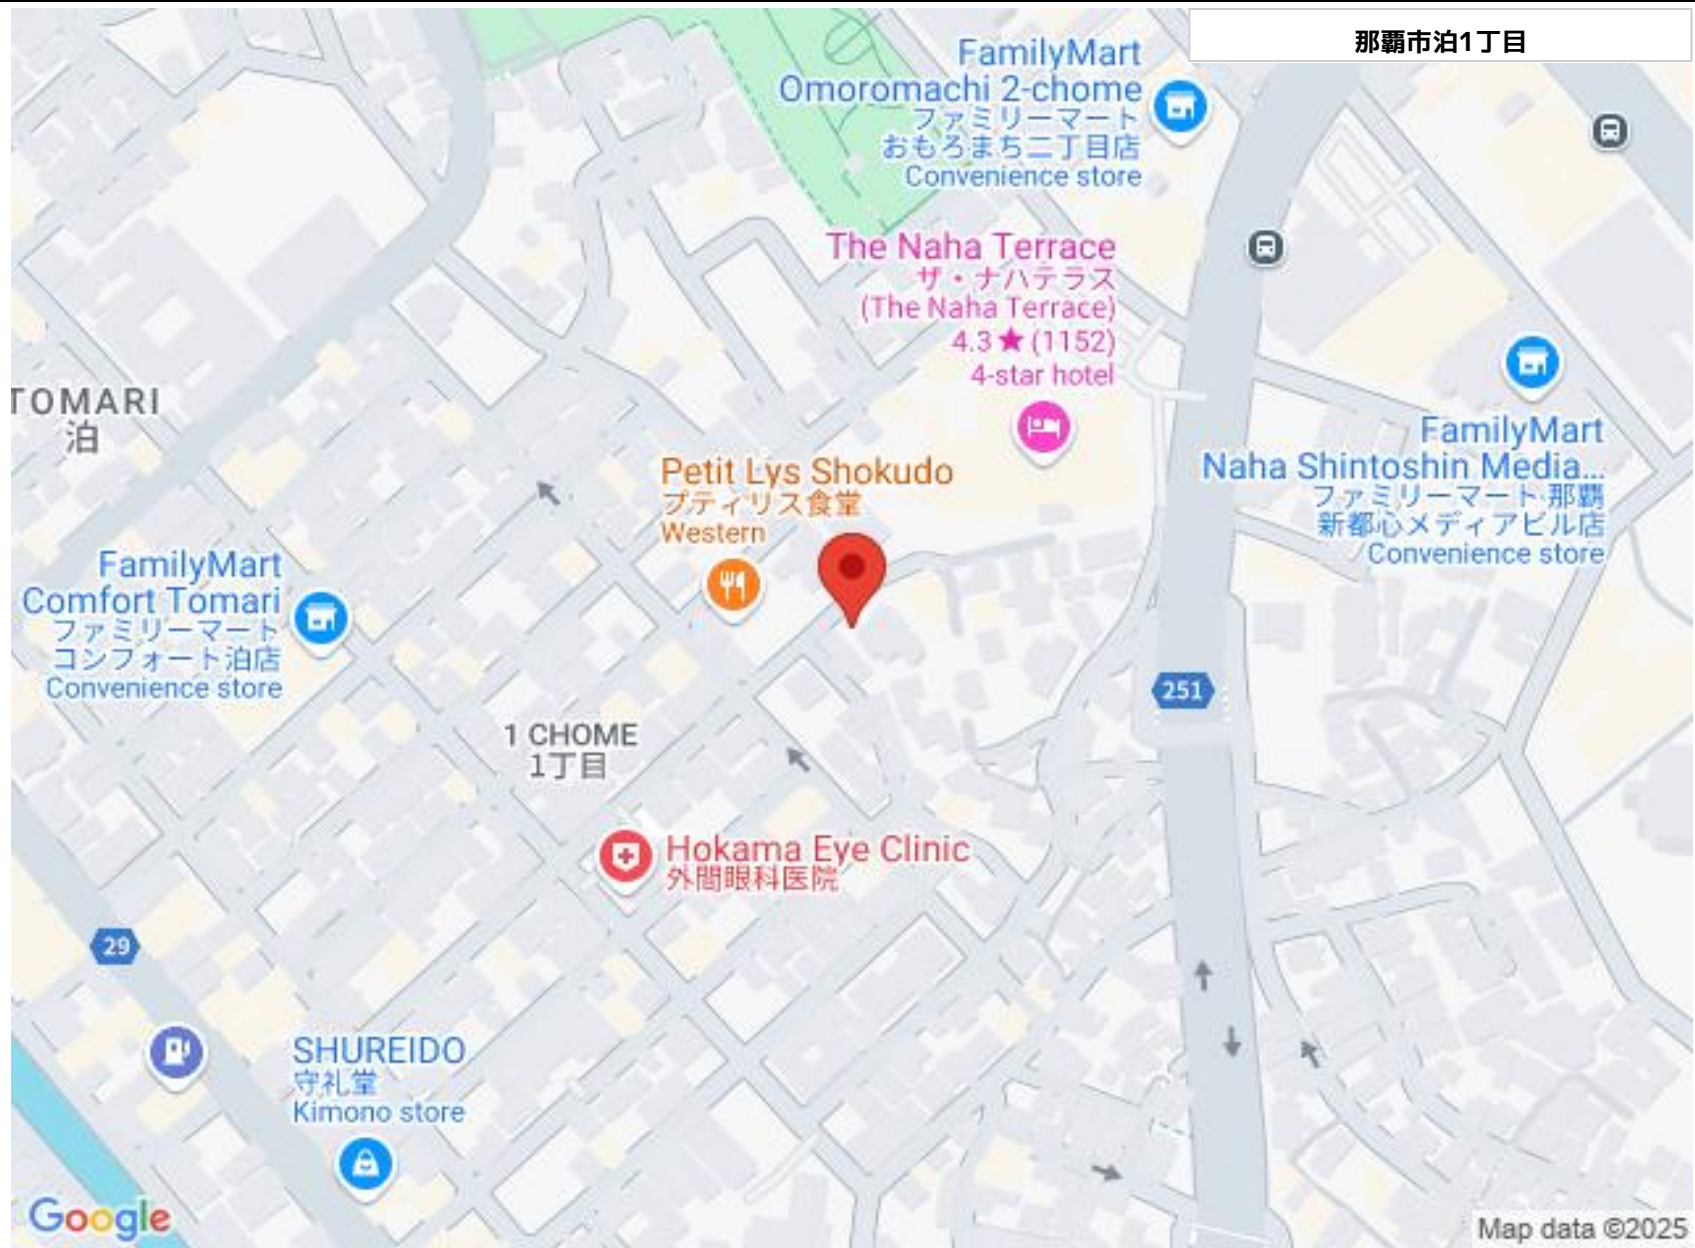 那覇市泊1丁目
FamilyMart
Omoromachi 2-chome
ファミリーマート
おもろまち二丁目店
Convenience store
The Naha Terrace
ザ・ナハテラス
(The Naha Terrace)
4.3★(1152)
4-star hotel
TOMARI
泊
FamilyMart
Naha Shintoshin Media...
ファミリーマート 那覇
新都心メディアビル店
Convenience store
Petit Lys Shokudo
プティリス食堂
Western
FamilyMart
Comfort Tomari
ファミリーマート
コンフォート泊店
Convenience store
251
1 CHOME
1丁目
Hokama Eye Clinic
外間眼科医院
29
SHUREIDO
守礼堂
Kimono store
Google
Map data ©2025